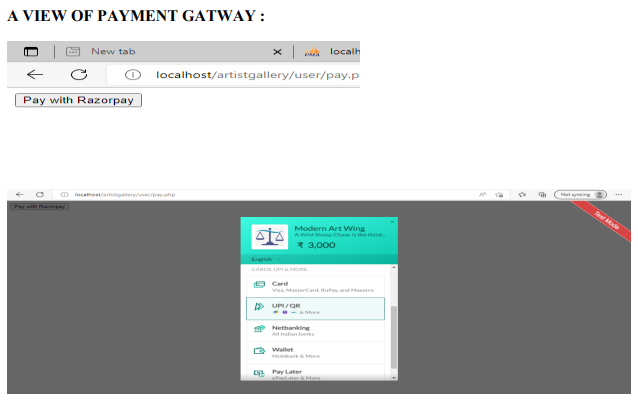 A VIEW OF PAYMENT GATWAY :
New tab
localh
localhost/artistgallery/user/pay.p
Pay with Razorpay
localhost/artistgallery/user/pay.php
Not syncing
Pay with Razorpay
Test Mode
Modern Art Wing
A Wild Sheep Chase is the third...
₹ 3,000
English
CARDS, UPI & MORE
Card
Visa, MasterCard, RuPay, and Maestro
UPI / QR
& More
Netbanking
All Indian banks
Wallet
Mobikwik & More
Pay Later
ePayLater & More